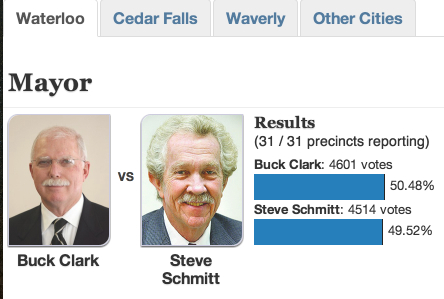 Waterloo Cedar Falls Waverly Other Cities
Mayor
vs
Buck Clark
Steve
Schmitt
Results
(31 / 31 precincts reporting)
Buck Clark: 4601 votes
50.48%
Steve Schmitt: 4514 votes
49.52%